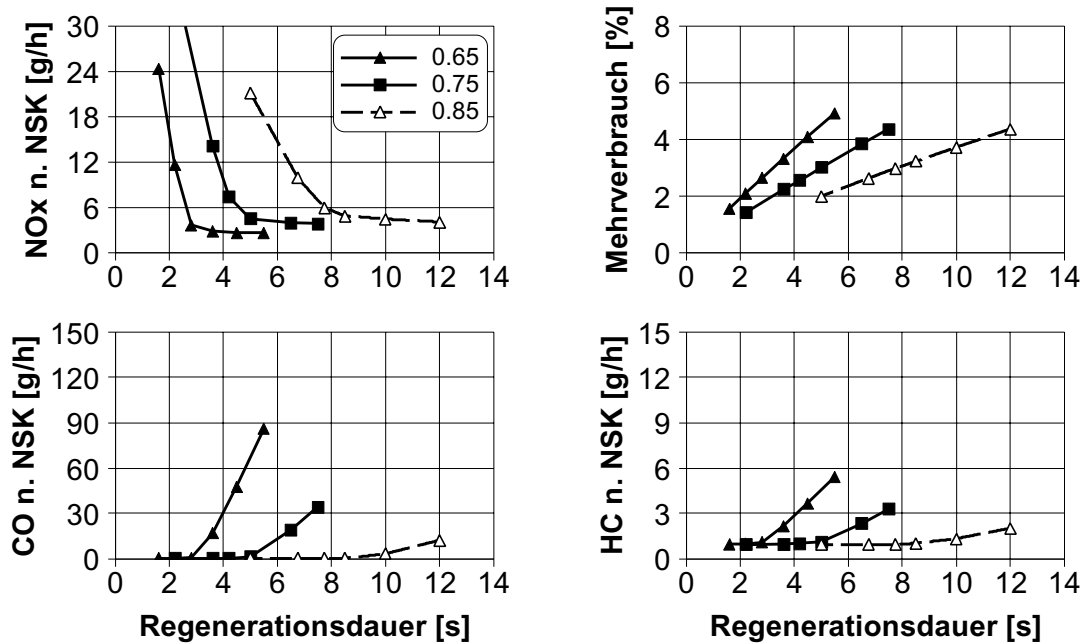 NOx n. NSK [g/h]
30
24
18
12
6
0
0 2 4 6 8 10 12 14
0.65
0.75
0.85
Mehrverbrauch [%]
8
6
4
2
0
0 2 4 6 8 10 12 14
CO n. NSK [g/h]
150
120
90
60
30
0
0 2 4 6 8 10 12 14
Regenerationsdauer [s]
HC n. NSK [g/h]
15
12
9
6
3
0
0 2 4 6 8 10 12 14
Regenerationsdauer [s]